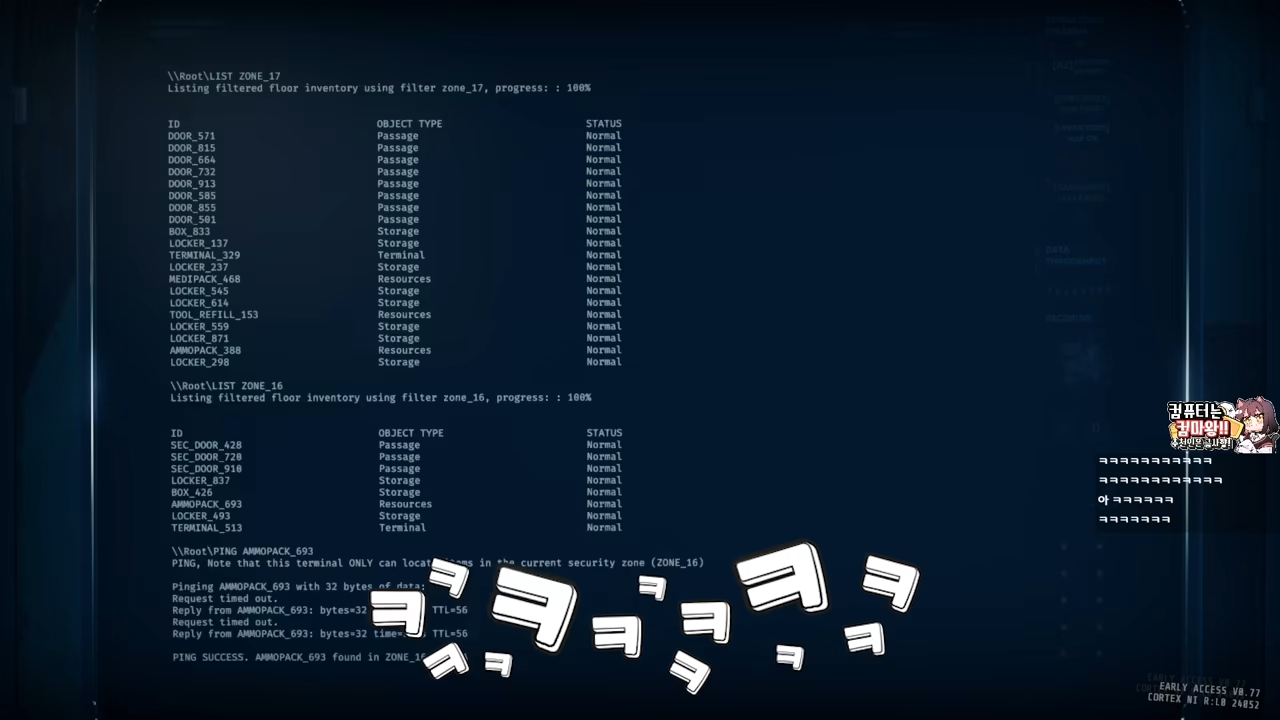 \\Root\LIST ZONE_17
Listing filtered floor inventory using filter zone_17, progress: : 100%
ID OBJECT TYPE STATUS
DOOR_571 Passage Normal
DOOR_815 Passage Normal
DOOR_664 Passage Normal
DOOR_732 Passage Normal
DOOR_913 Passage Normal
DOOR_585 Passage Normal
DOOR_855 Passage Normal
DOOR_501 Passage Normal
BOX_833 Storage Normal
LOCKER_137 Storage Normal
TERMINAL_329 Terminal Normal
LOCKER_237 Storage Normal
MEDIPACK_468 Resources Normal
LOCKER_545 Storage Normal
LOCKER_614 Storage Normal
TOOL_REFILL_153 Resources Normal
LOCKER_559 Storage Normal
LOCKER_871 Storage Normal
AMMOPACK_388 Resources Normal
LOCKER_298 Storage Normal
\\Root\LIST ZONE_16
Listing filtered floor inventory using filter zone_16, progress: : 100%
ID OBJECT TYPE STATUS
SEC_DOOR_428 Passage Normal
SEC_DOOR_728 Passage Normal
SEC_DOOR_910 Passage Normal
LOCKER_837 Storage Normal
BOX_426 Storage Normal
AMMOPACK_693 Resources Normal
LOCKER_493 Storage Normal
TERMINAL_513 Terminal Normal
\\Root\PING AMMOPACK_693
PING, Note that this terminal ONLY can locat ems in the current security zone (ZONE_16)
Pinging AMMOPACK_693 with 32 bytes of data:
Request timed out.
Reply from AMMOPACK_693: bytes=32 TTL=56
Request timed out.
Reply from AMMOPACK_693: bytes=32 time= TTL=56
PING SUCCESS. AMMOPACK_693 found in ZONE_16
ㅋㅋㅋㅋㅋㅋㅋㅋㅋㅋㅋㅋㅋ
컴퓨터는
컴마왕!!
ㅋㅋㅋㅋㅋㅋㅋㅋㅋㅋㅋ
ㅋㅋㅋㅋㅋㅋㅋㅋㅋㅋㅋㅋ
아 ㅋㅋㅋㅋㅋㅋ
ㅋㅋㅋㅋㅋㅋㅋ
EARLY ACCESS V0.77
CORTEX NI R:L0 24052